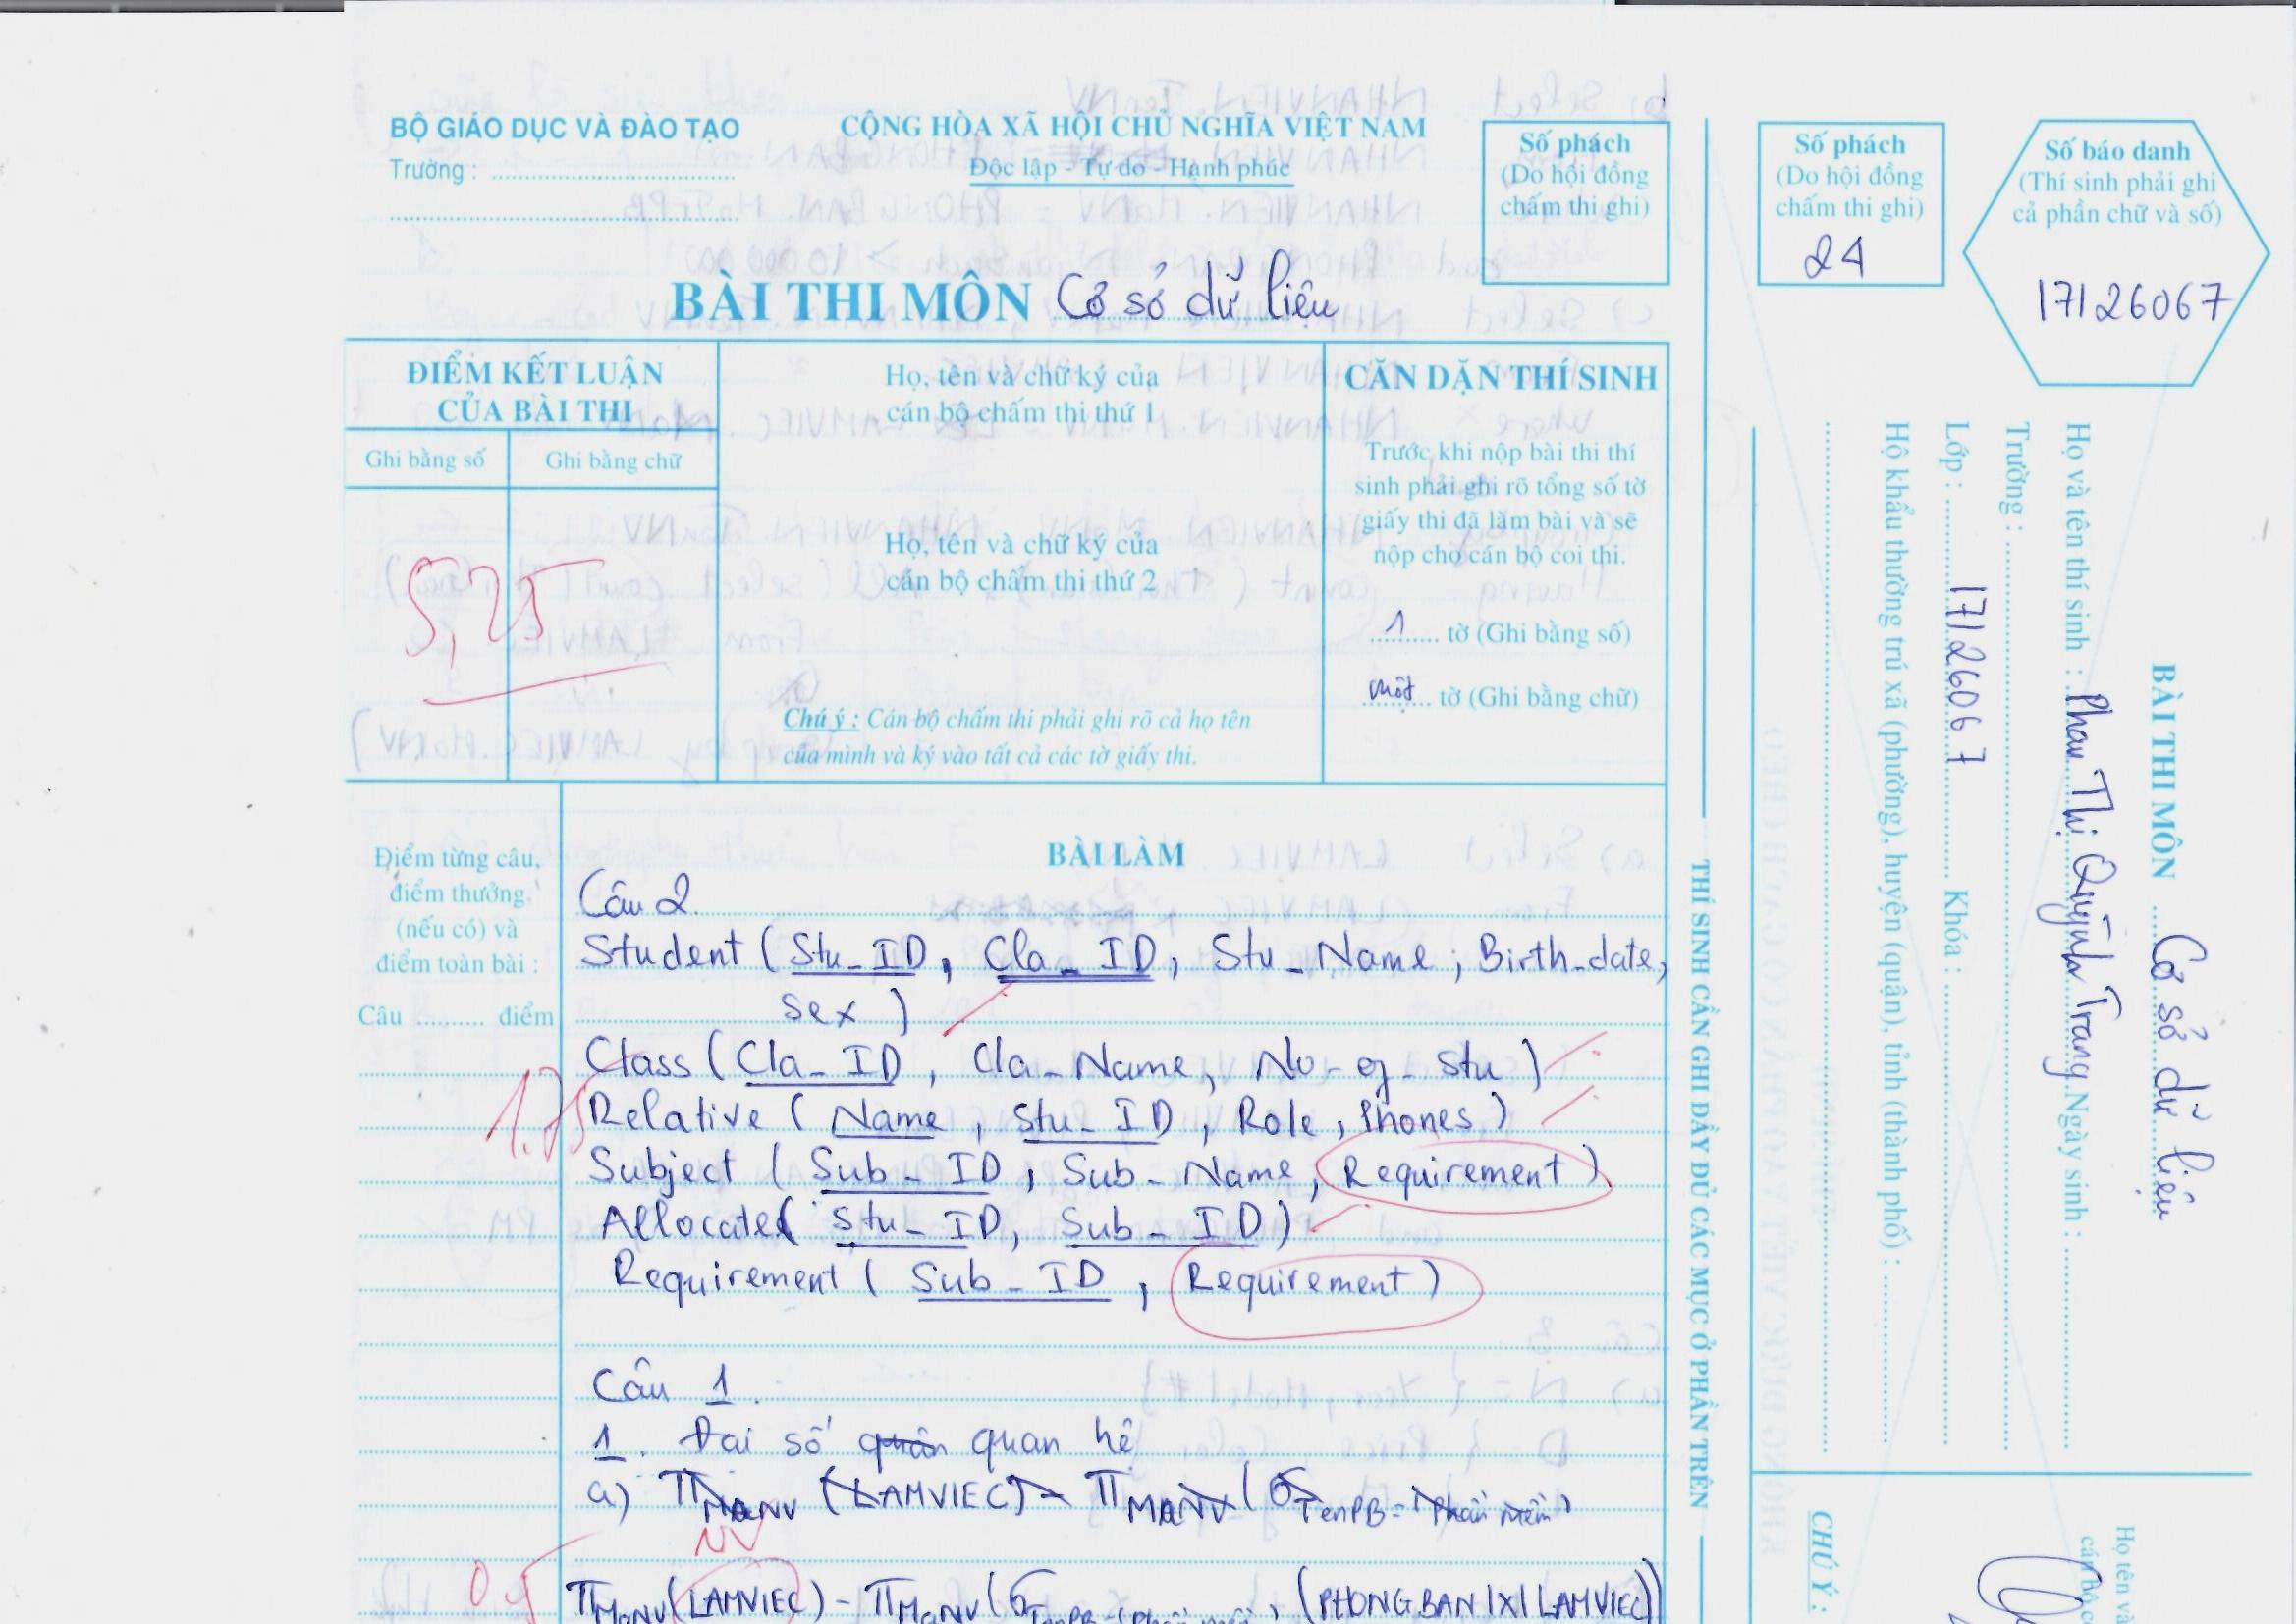 BỘ GIÁO DỤC VÀ ĐÀO TẠO
Trường :
CỘNG HÒA XÃ HỘI CHỦ NGHĨA VIỆT NAM
Độc lập - Tự do - Hạnh phúc
Số phách
(Do hội đồng
chấm thi ghi)
Số phách
(Do hội đồng
chấm thi ghi)
24
Số báo danh
(Thí sinh phải ghi
cả phần chữ và số)
17126067
BÀI THI MÔN Cơ sở dữ liệu
ĐIỂM KẾT LUẬN
CỦA BÀI THI
Ghi bằng số
Ghi bằng chữ
5,25
Họ, tên và chữ ký của
cán bộ chấm thi thứ 1
Họ, tên và chữ ký của
cán bộ chấm thi thứ 2
Chú ý : Cán bộ chấm thi phải ghi rõ cả họ tên
của mình và ký vào tất cả các tờ giấy thi.
CĂN DẶN THÍ SINH
Trước khi nộp bài thi thí
sinh phải ghi rõ tổng số tờ
giấy thi đã làm bài và sẽ
nộp cho cán bộ coi thi.
1 tờ (Ghi bằng số)
một tờ (Ghi bằng chữ)
Điểm từng câu,
điểm thưởng,
(nếu có) và
điểm toàn bài :
Câu .......... điểm
BÀI LÀM
Câu 2
Student ( Stu_ID, Cla_ID, Stu_Name, Birth_date,
sex )
Class ( Cla_ID, Cla_Name, No_of_stu )
1.75
Relative ( Name, Stu_ID, Role, Phones )
Subject ( Sub_ID, Sub_Name, Requirement )
Allocate( Stu_ID, Sub_ID )
Requirement ( Sub_ID, Requirement )
Câu 1.
1. Đại số quan hệ
a) π MaNV (LAMVIEC) - π MANV ( σ TenPB = 'Phần mềm'
NV
0.5
π MaNV (LAMVIEC) - π MaNV ( σ TenPB = 'Phần mềm' (PHONGBAN |X| LAMVIEC))
THÍ SINH CẦN GHI ĐẦY ĐỦ CÁC MỤC Ở PHẦN TRÊN
BÀI THI MÔN Cơ sở dữ liệu
Họ và tên thí sinh : Phan Thị Quỳnh Trang Ngày sinh :
Trường :
Lớp : 17126067 Khóa :
Hộ khẩu thường trú xã (phường), huyện (quận), tỉnh (thành phố) :
CHÚ Ý :
Họ tên và